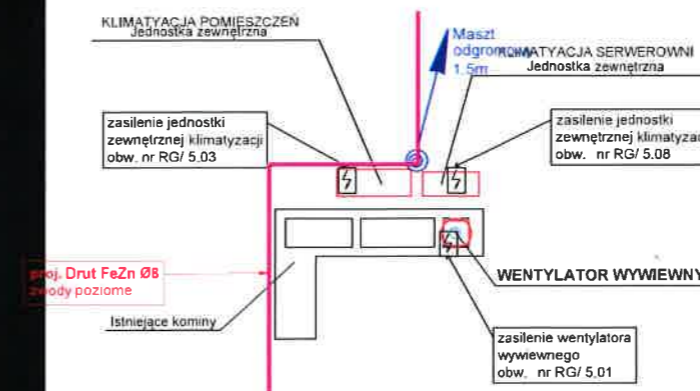 KLIMATYACJA POMIESZCZEŃ
Jednostka zewnętrzna
Maszt
odgromowy
1.5m
KLIMATYACJA SERWEROWNI
Jednostka zewnętrzna
zasilenie jednostki
zewnętrznej klimatyzacji
obw. nr RG/ 5.03
zasilenie jednostki
zewnętrznej klimatyzac
obw. nr RG/ 5.08
proj. Drut FeZn Ø8
zwody poziome
WENTYLATOR WYWIEWNY
Istniejące kominy
zasilenie wentylatora
wywiewnego
obw. nr RG/ 5.01